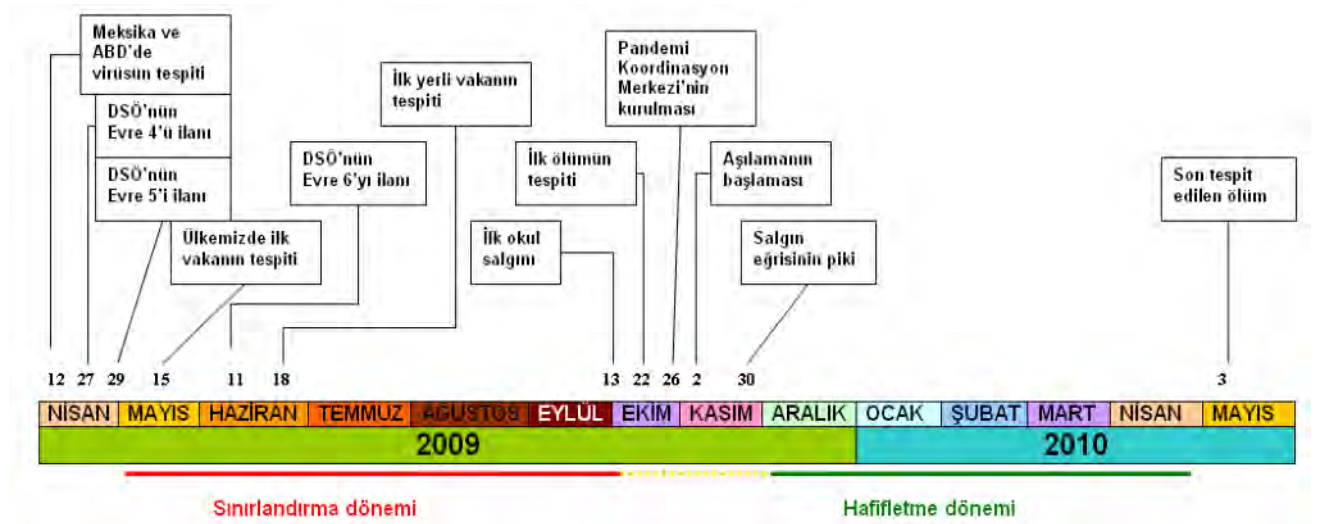 Meksika ve
ABD'de
virüsün tespiti
DSÖ'nün
Evre 4'ü ilanı
DSÖ'nün
Evre 5'i ilanı
Ülkemizde ilk
vakanın tespiti
DSÖ'nün
Evre 6'yı ilanı
İlk yerli vakanın
tespiti
İlk okul
salgını
İlk ölümün
tespiti
Pandemi
Koordinasyon
Merkezi'nin
kurulması
Aşılamanın
başlaması
Salgın
eğrisinin piki
Son tespit
edilen ölüm
12 27 29 15 11 18 13 22 26 2 30 3
NİSAN MAYIS HAZİRAN TEMMUZ AĞUSTOS EYLÜL EKİM KASIM ARALIK OCAK ŞUBAT MART NİSAN MAYIS
2009 2010
Sınırlandırma dönemi Hafifletme dönemi